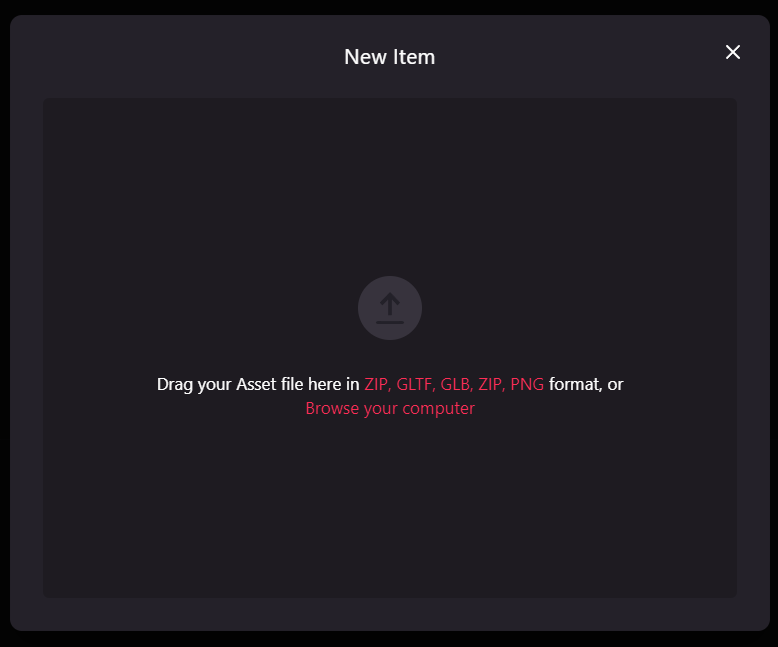 New Item
Drag your Asset file here in ZIP, GLTF, GLB, ZIP, PNG format, or
Browse your computer